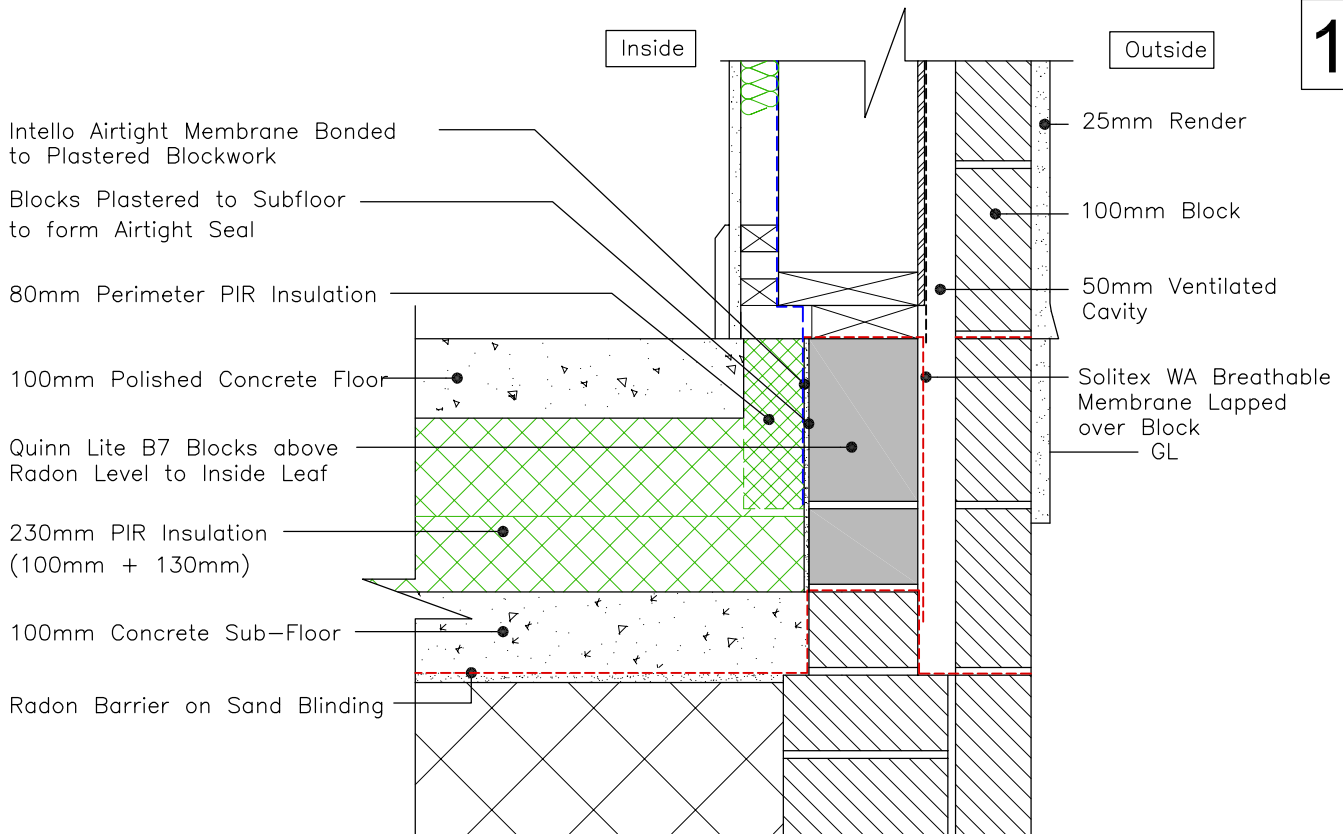 Inside
Outside
1
Intello Airtight Membrane Bonded
to Plastered Blockwork
Blocks Plastered to Subfloor
to form Airtight Seal
80mm Perimeter PIR Insulation
100mm Polished Concrete Floor
Quinn Lite B7 Blocks above
Radon Level to Inside Leaf
230mm PIR Insulation
(100mm + 130mm)
100mm Concrete Sub-Floor
Radon Barrier on Sand Blinding
25mm Render
100mm Block
50mm Ventilated
Cavity
Solitex WA Breathable
Membrane Lapped
over Block
GL